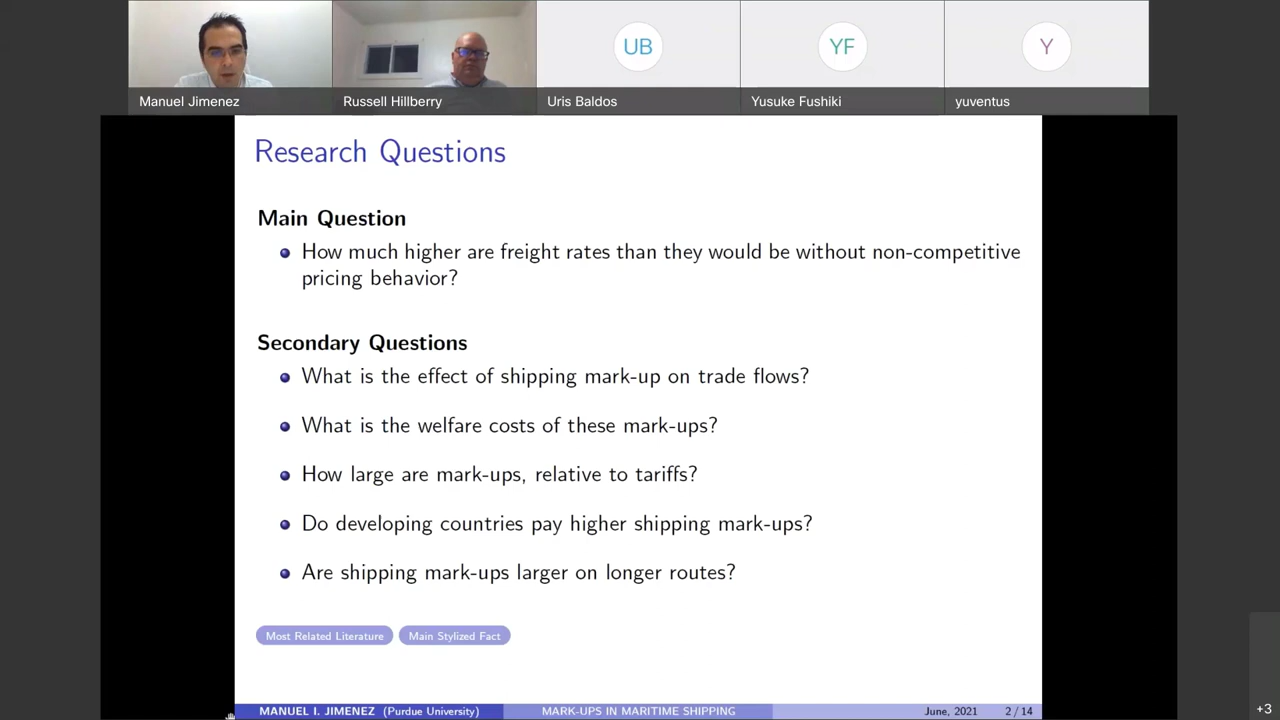 UB
YF
Y
Manuel Jimenez
Russell Hillberry
Uris Baldos
Yusuke Fushiki
yuventus
Research Questions
Main Question
How much higher are freight rates than they would be without non-competitive
pricing behavior?
Secondary Questions
What is the effect of shipping mark-up on trade flows?
What is the welfare costs of these mark-ups?
How large are mark-ups, relative to tariffs?
Do developing countries pay higher shipping mark-ups?
Are shipping mark-ups larger on longer routes?
Most Related Literature
Main Stylized Fact
MANUEL I. JIMENEZ (Purdue University)
MARK-UPS IN MARITIME SHIPPING
June, 2021
2 / 14
+3